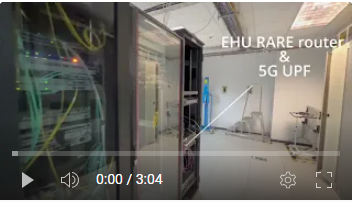 EHU RARE router
&
5G UPF
0:00 / 3:04